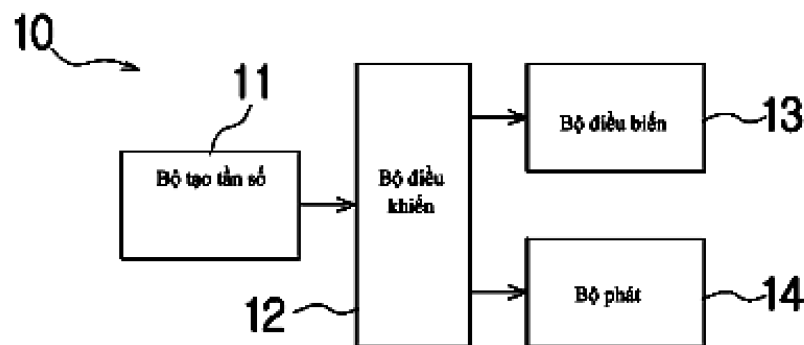 10
11
Bộ tạo tần số
Bộ điều
khiển
12
Bộ điều biến
13
Bộ phát
14